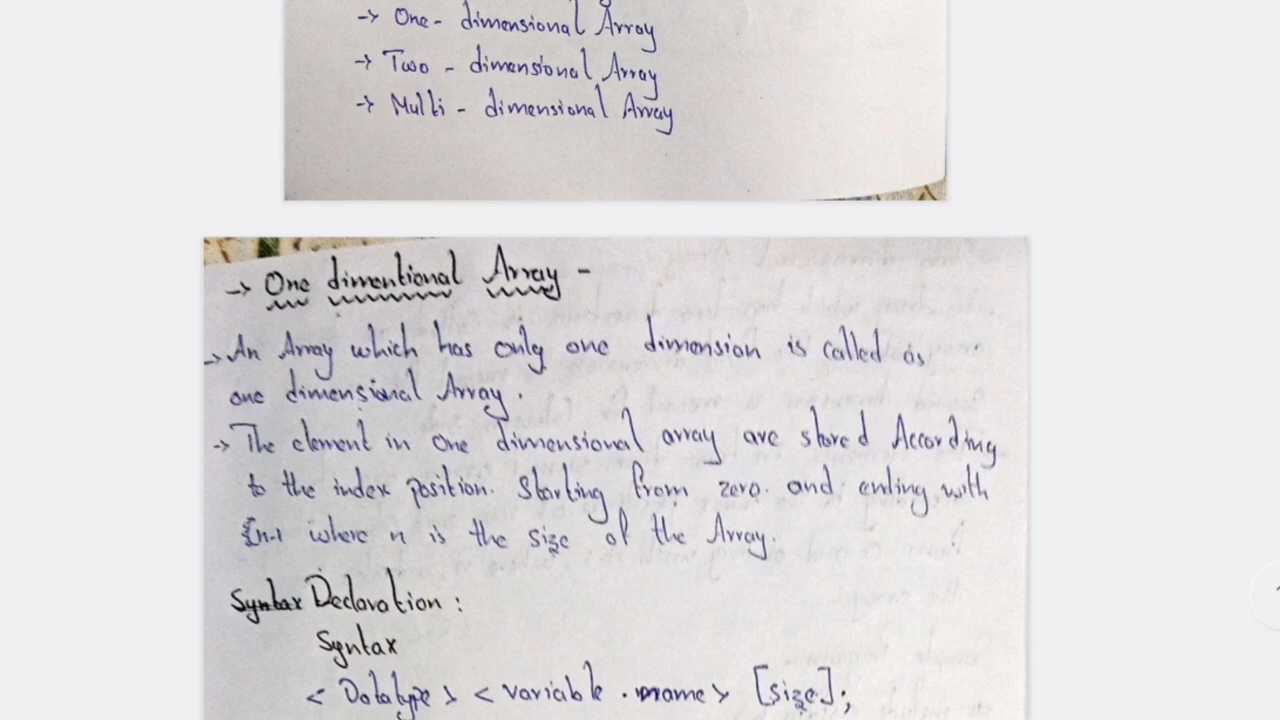 -> One - dimensional Array
-> Two - dimensional Array
-> Multi - dimensional Array
-> One dimentional Array -
-> An Array which has only one dimension is called as
one dimensional Array.
-> The element in one dimensional array are stored According
to the index position. Starting from zero. and ending with
n-1 where n is the size of the Array.
Declaration :
Syntax
< Datatype > < variable . name > [size];